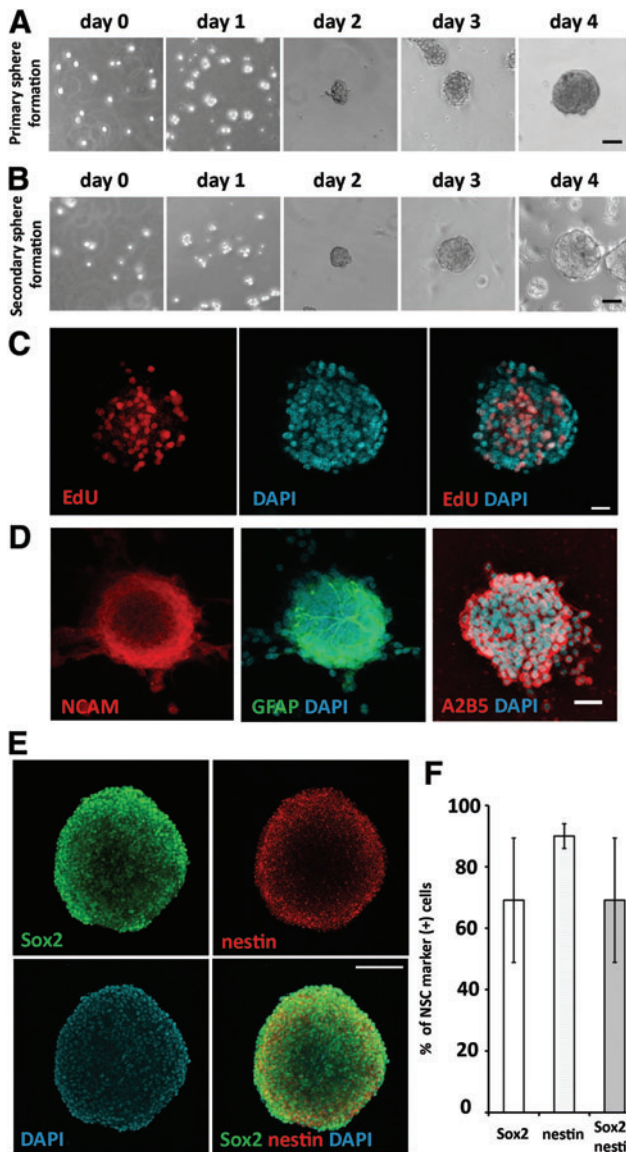 A
day 0 day 1 day 2 day 3 day 4
Primary sphere
formation
B
day 0 day 1 day 2 day 3 day 4
Secondary sphere
formation
C
EdU DAPI EdU DAPI
D
NCAM GFAP DAPI A2B5 DAPI
E
Sox2 nestin
DAPI Sox2 nestin DAPI
F
% of NSC marker (+) cells
100
80
60
40
20
0
Sox2 nestin Sox2
nestin